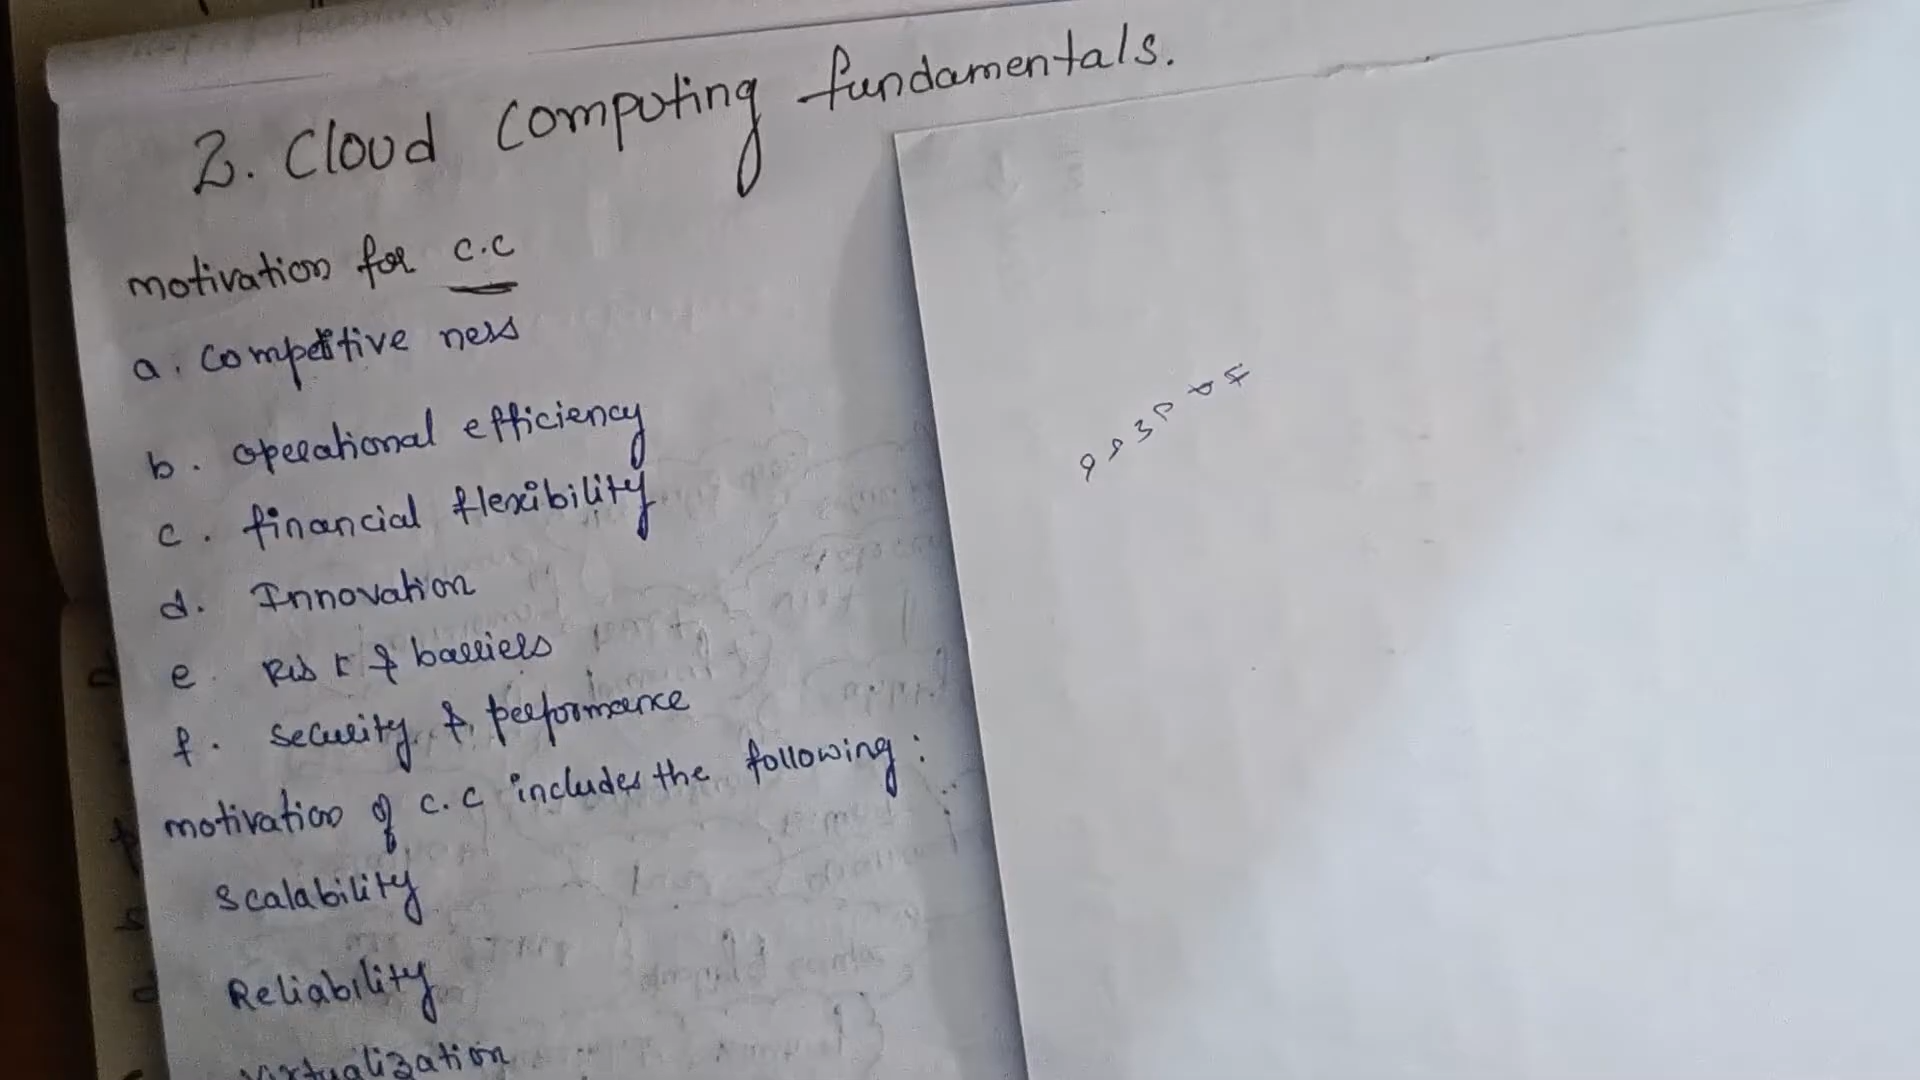 2. Cloud Computing fundamentals.
motivation for c.c
a. Competitive ness
b. operational efficiency
c. financial flexibility
d. Innovation
e. Risk & barriers
f. security & performance
motivation of c.c includes the following:
scalability
Reliability
Virtualization